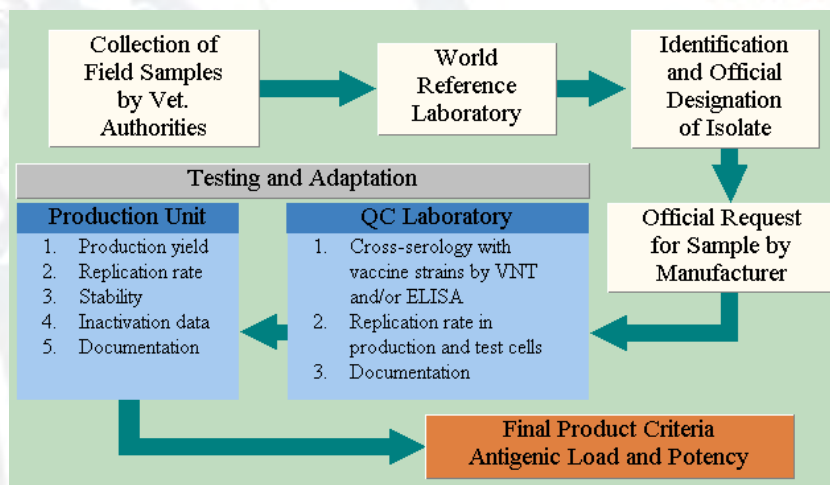 Collection of
Field Samples
by Vet.
Authorities
World
Reference
Laboratory
Identification
and Official
Designation
of Isolate
Official Request
for Sample by
Manufacturer
Testing and Adaptation
QC Laboratory
1. Cross-serology with
vaccine strains by VNT
and/or ELISA
2. Replication rate in
production and test cells
3. Documentation
Production Unit
1. Production yield
2. Replication rate
3. Stability
4. Inactivation data
5. Documentation
Final Product Criteria
Antigenic Load and Potency